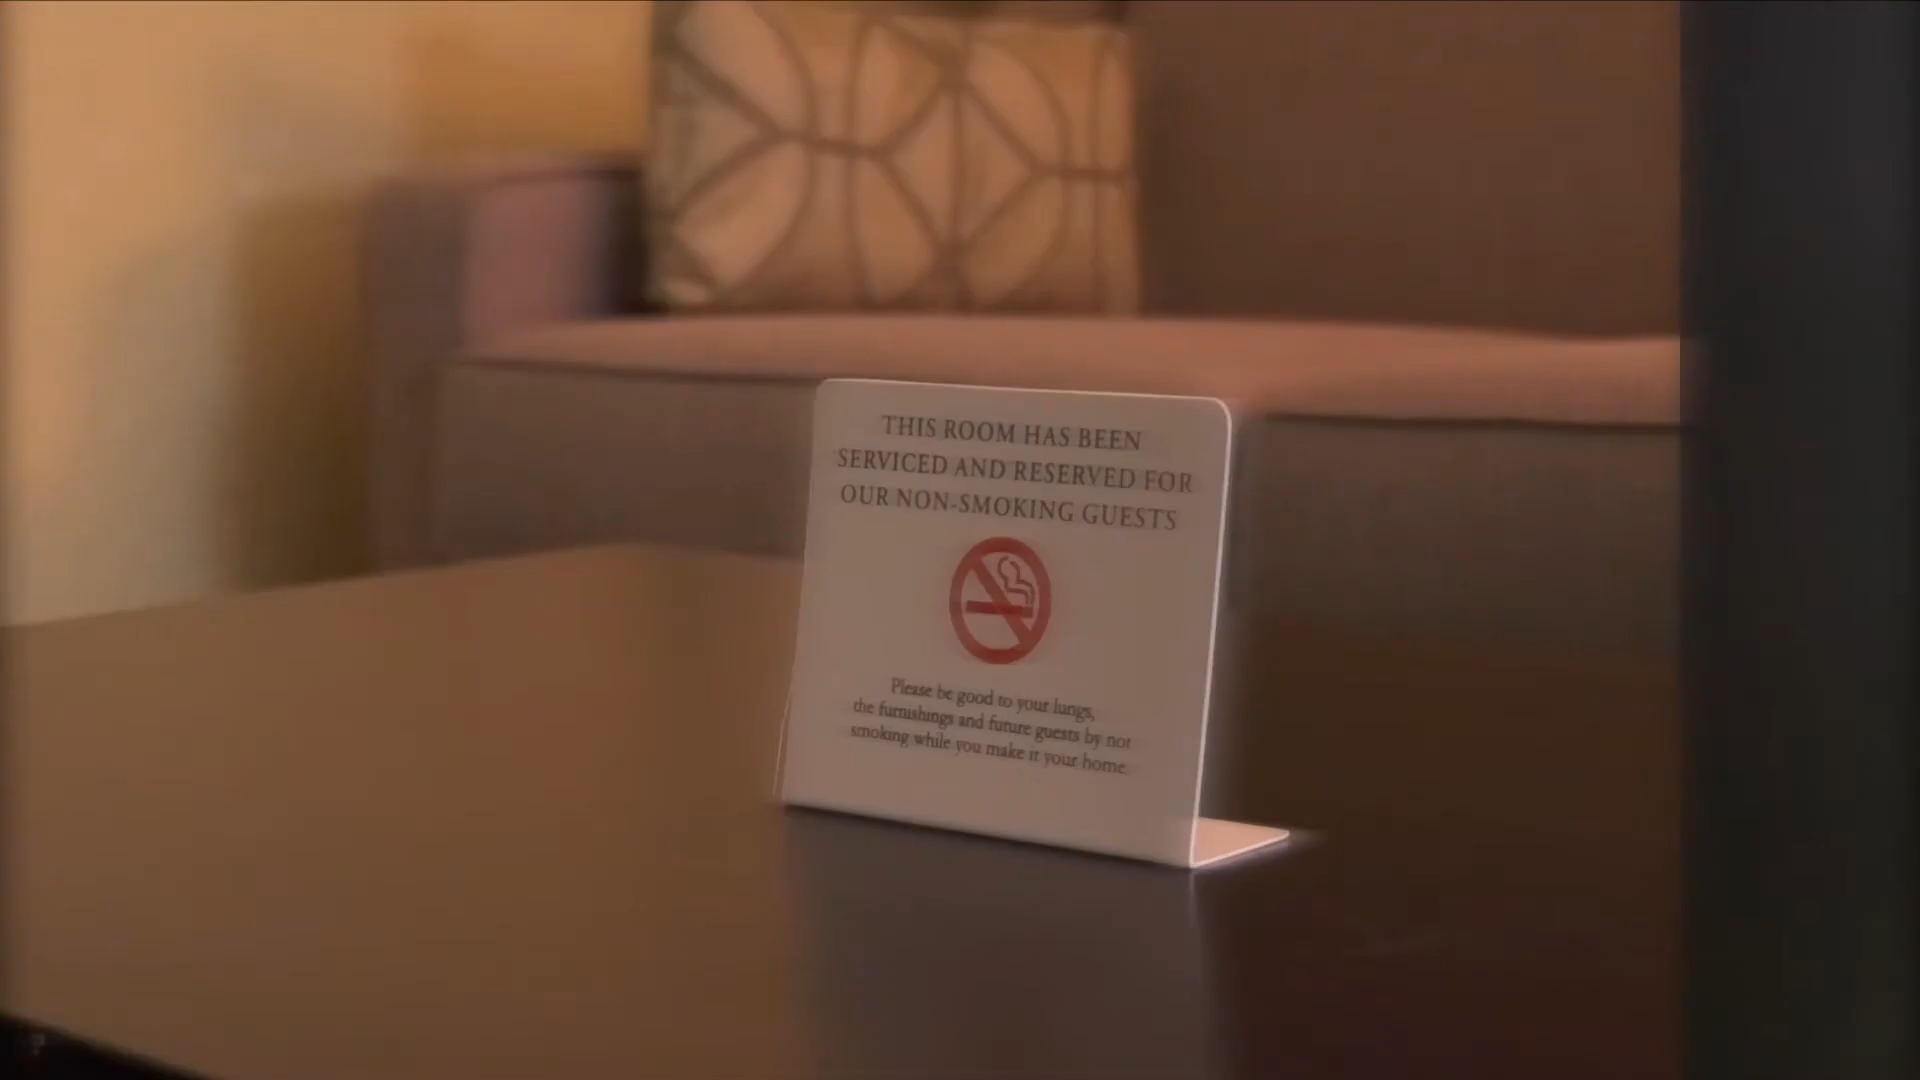 THIS ROOM HAS BEEN
SERVICED AND RESERVED FOR
OUR NON-SMOKING GUESTS
Please be good to your lungs,
the furnishings and future guests by not
smoking while you make it your home.